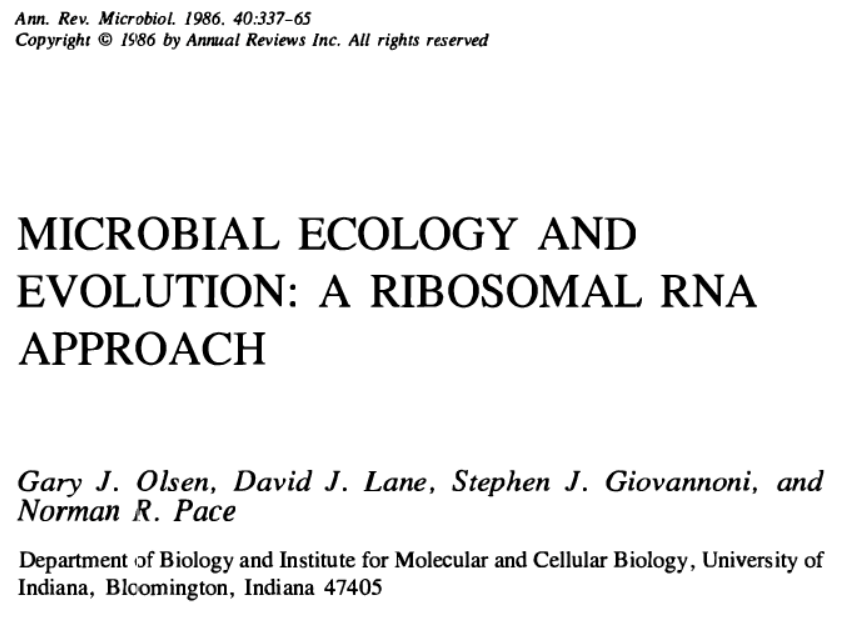 Ann. Rev. Microbiol. 1986. 40:337–65
Copyright © 1986 by Annual Reviews Inc. All rights reserved
MICROBIAL ECOLOGY AND
EVOLUTION: A RIBOSOMAL RNA
APPROACH
Gary J. Olsen, David J. Lane, Stephen J. Giovannoni, and
Norman R. Pace
Department of Biology and Institute for Molecular and Cellular Biology, University of
Indiana, Bloomington, Indiana 47405